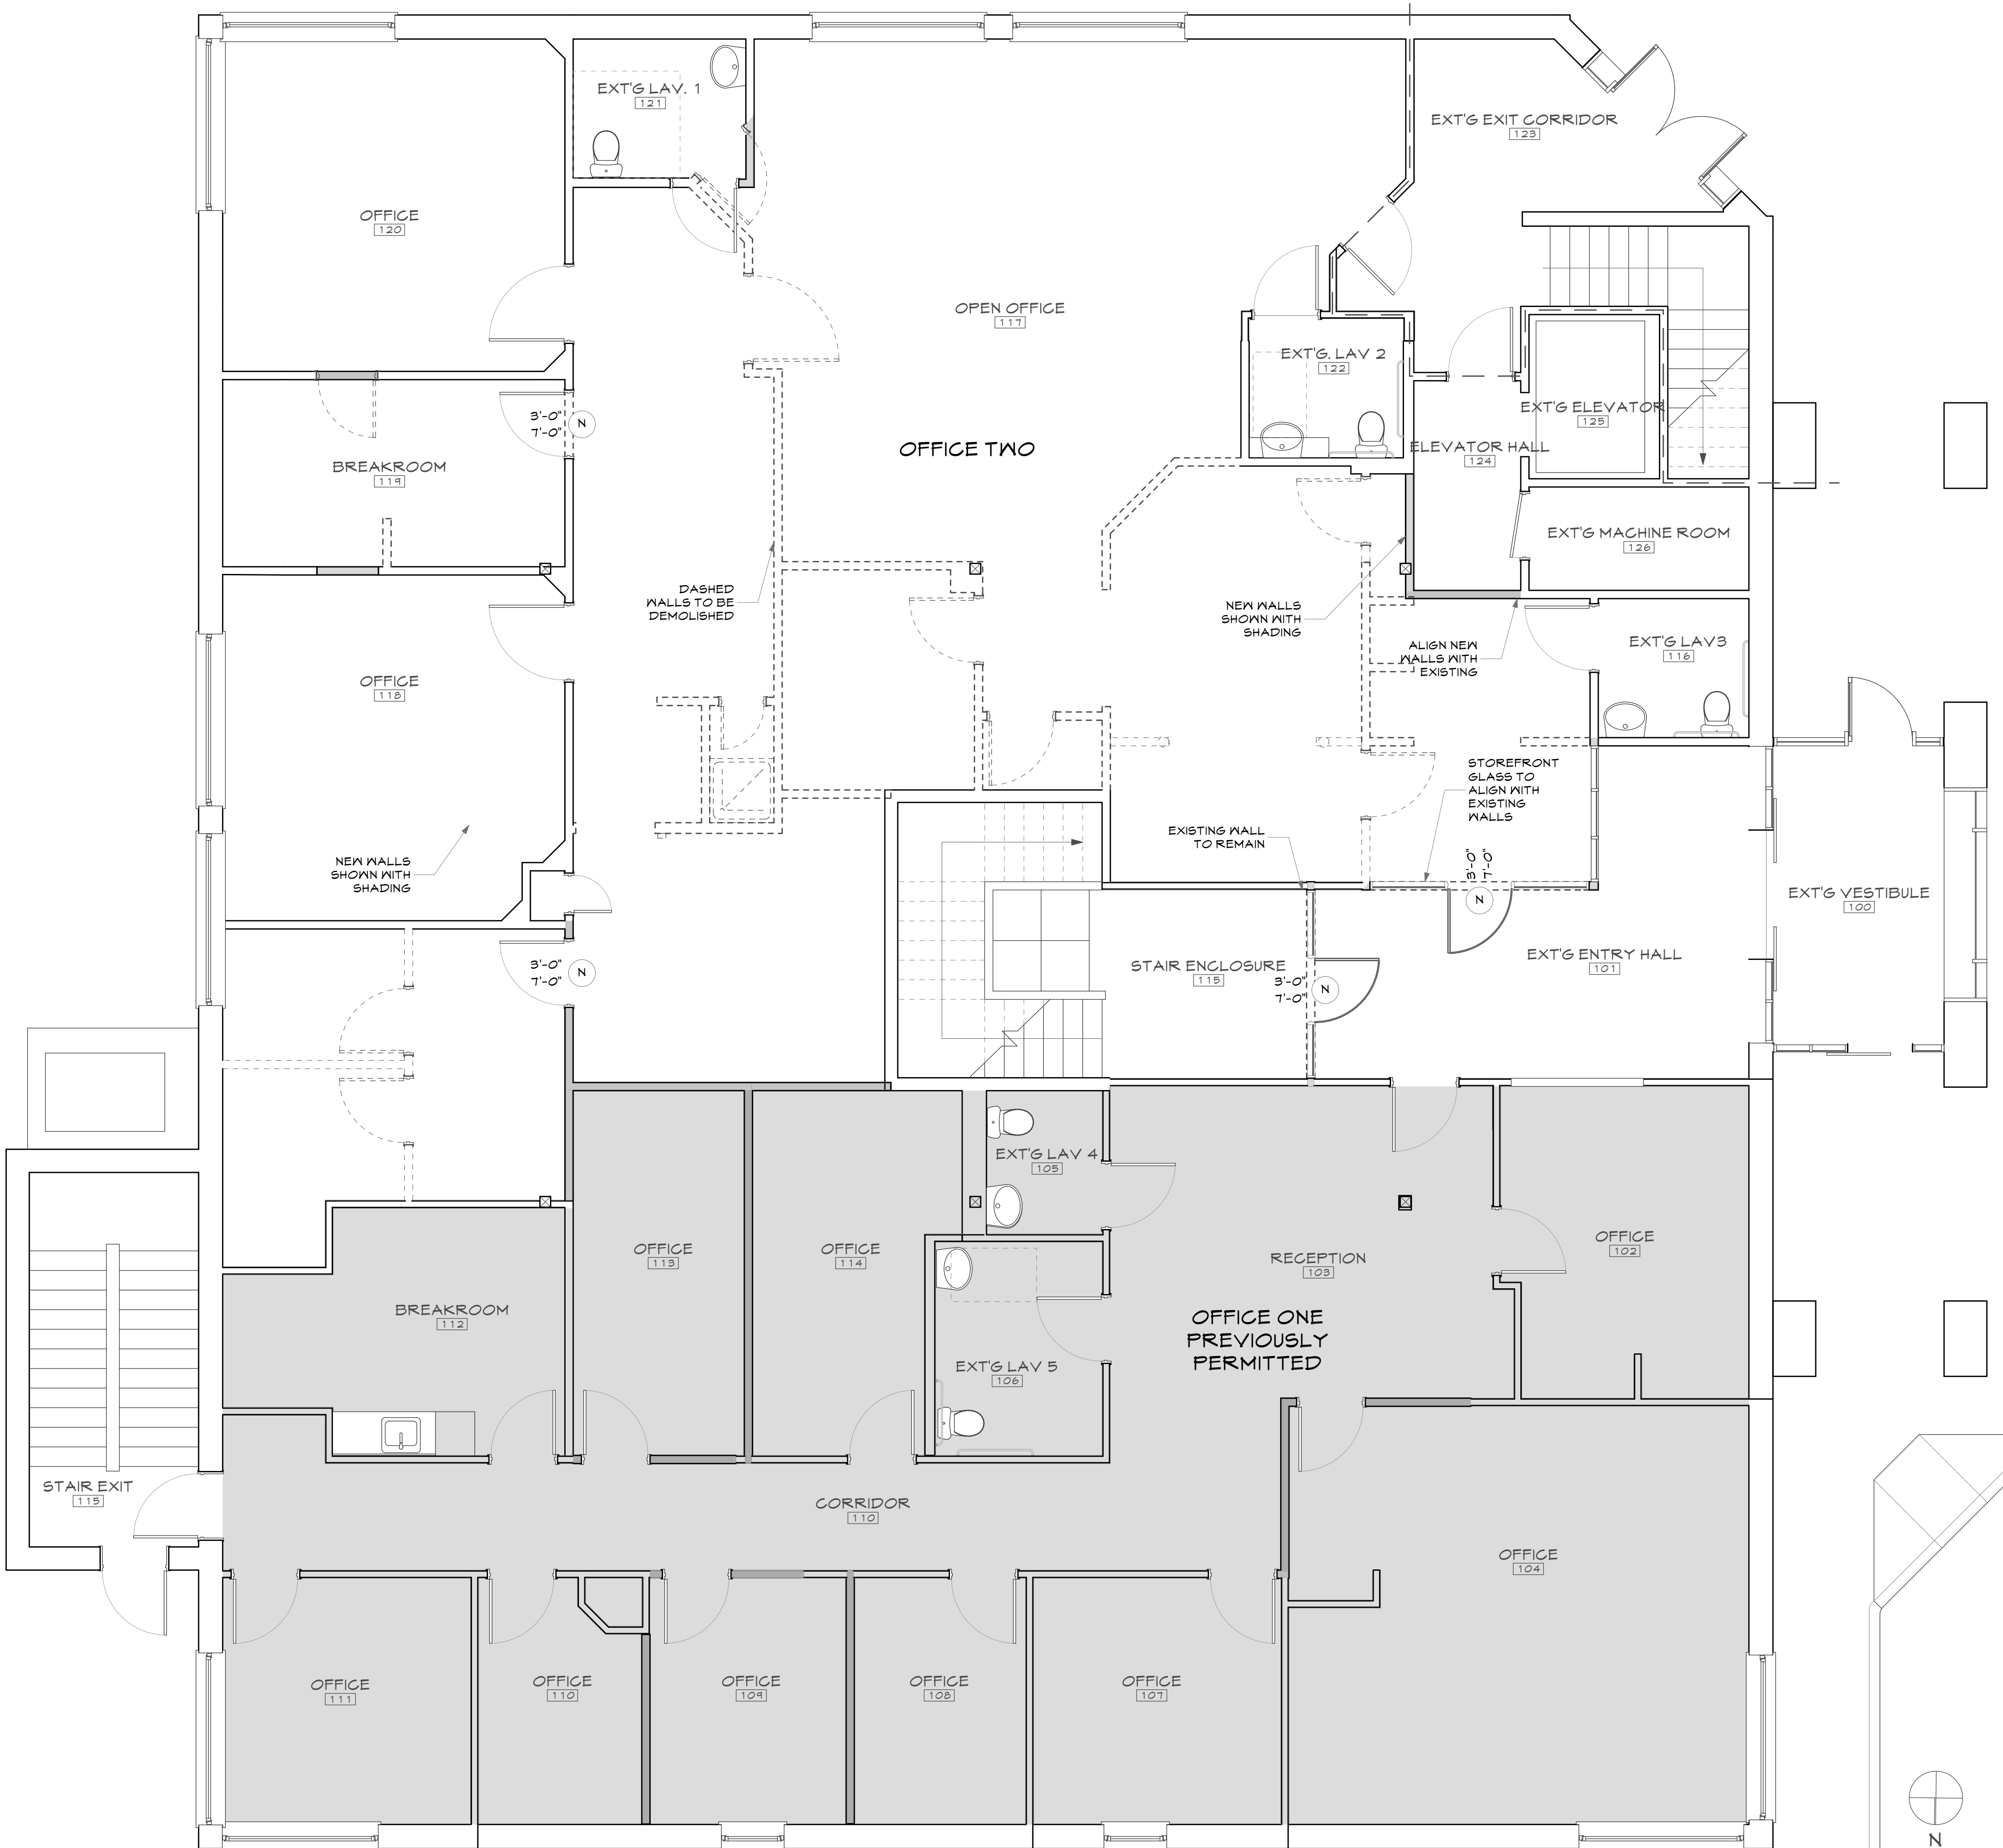 EXT'G LAV. 1
121
EXT'G EXIT CORRIDOR
123
OFFICE
120
OPEN OFFICE
117
EXT'G. LAV 2
122
EXT'G ELEVATOR
125
3'-0"
7'-0"
N
OFFICE TWO
ELEVATOR HALL
124
BREAKROOM
119
EXT'G MACHINE ROOM
126
DASHED
WALLS TO BE
DEMOLISHED
NEW WALLS
SHOWN WITH
SHADING
ALIGN NEW
WALLS WITH
EXISTING
EXT'G LAV3
116
OFFICE
118
STOREFRONT
GLASS TO
ALIGN WITH
EXISTING
WALLS
EXISTING WALL
TO REMAIN
NEW WALLS
SHOWN WITH
SHADING
3'-0"
7'-0"
N
EXT'G VESTIBULE
100
EXT'G ENTRY HALL
101
STAIR ENCLOSURE
115
3'-0"
7'-0"
N
3'-0"
7'-0"
N
EXT'G LAV 4
105
OFFICE
102
OFFICE
113
OFFICE
114
RECEPTION
103
BREAKROOM
112
OFFICE ONE
PREVIOUSLY
PERMITTED
EXT'G LAV 5
106
STAIR EXIT
115
CORRIDOR
110
OFFICE
104
OFFICE
111
OFFICE
110
OFFICE
109
OFFICE
108
OFFICE
107
N